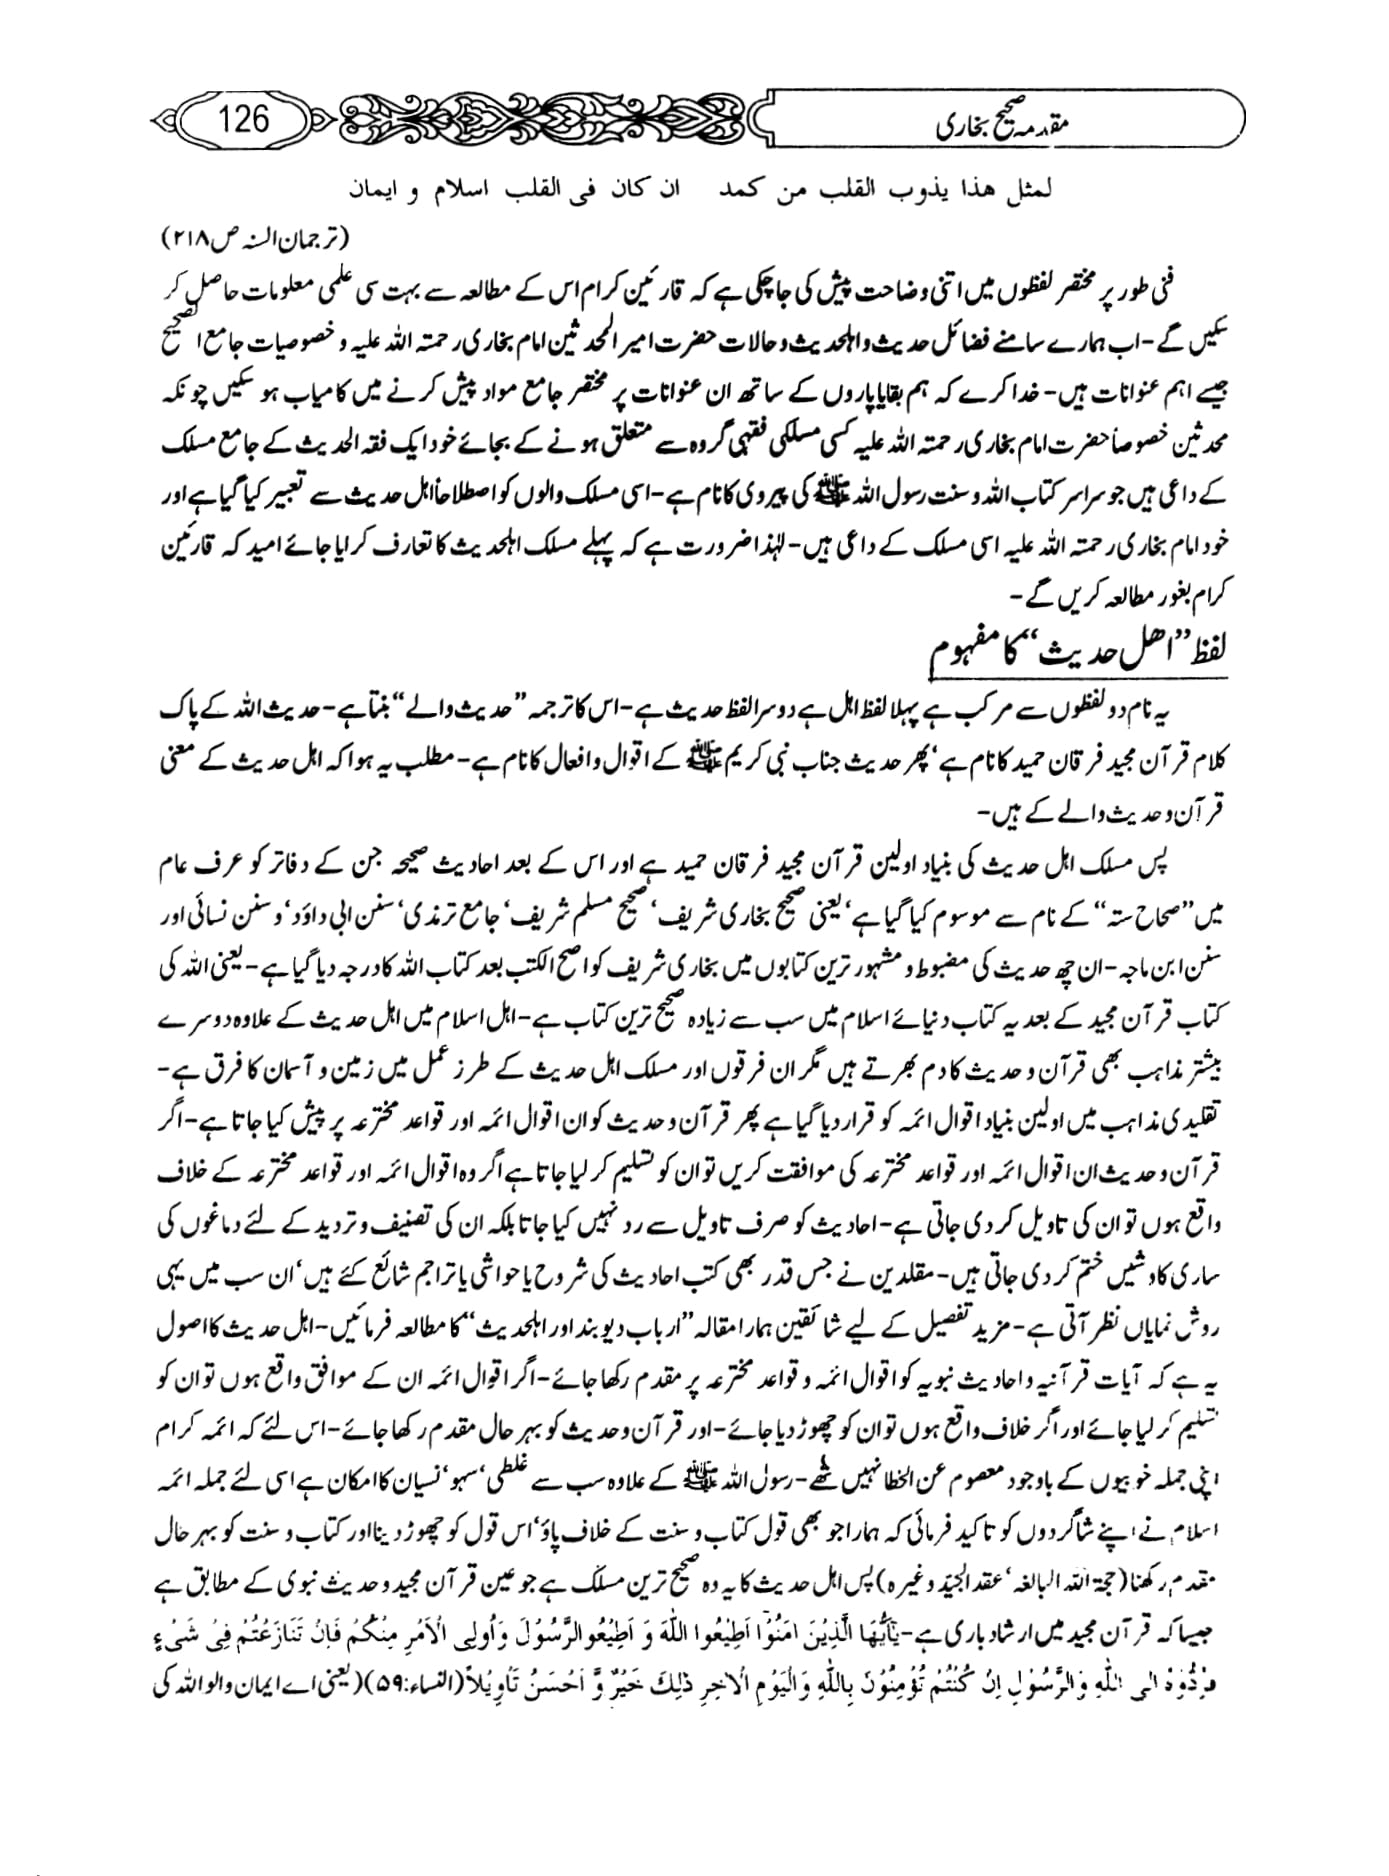 126
مقدمہ صحیح بخاری
لمثل ھذا یذوب القلب من کمد ان کان فی القلب اسلام و ایمان
(ترجمان السنہ ص ۲۱۸)
فنی طور پر مختصر لفظوں میں اتنی وضاحت پیش کی جا چکی ہے کہ قارئین کرام اس کے مطالعہ سے بہت سی علمی معلومات حاصل کر
سکیں گے- اب ہمارے سامنے فضائل حدیث و اہلحدیث و حالات حضرت امیر المحدثین امام بخاری رحمتہ اللہ علیہ و خصوصیات جامع الصحیح
جیسے اہم عنوانات ہیں- خدا کرے کہ ہم بقایا پاروں کے ساتھ ان عنوانات پر مختصر جامع مواد پیش کرنے میں کامیاب ہو سکیں چونکہ
محدثین خصوصاً حضرت امام بخاری رحمتہ اللہ علیہ کسی مسلکی فقہی گروہ سے متعلق ہونے کے بجائے خود ایک فقہ الحدیث کے جامع مسلک
کے داعی ہیں جو سراسر کتاب اللہ و سنت رسول اللہ ﷺ کی پیروی کا نام ہے- اسی مسلک والوں کو اصطلاحاً اہل حدیث سے تعبیر کیا گیا ہے اور
خود امام بخاری رحمتہ اللہ علیہ اسی مسلک کے داعی ہیں- لہٰذا ضرورت ہے کہ پہلے مسلک اہلحدیث کا تعارف کرایا جائے امید کہ قارئین
کرام بغور مطالعہ کریں گے-
لفظ ”اھل حدیث“ کا مفہوم
یہ نام دو لفظوں سے مرکب ہے پہلا لفظ اہل ہے دوسرا لفظ حدیث ہے- اس کا ترجمہ ”حدیث والے“ بنتا ہے- حدیث اللہ کے پاک
کلام قرآن مجید فرقان حمید کا نام ہے‘ پھر حدیث جناب نبی کریم ﷺ کے اقوال و افعال کا نام ہے- مطلب یہ ہوا کہ اہل حدیث کے معنی
قرآن و حدیث والے کے ہیں-
پس مسلک اہل حدیث کی بنیاد اولین قرآن مجید فرقان حمید ہے اور اس کے بعد احادیث صحیحہ جن کے دفاتر کو عرف عام
میں ”صحاح ستہ“ کے نام سے موسوم کیا گیا ہے‘ یعنی صحیح بخاری شریف‘ صحیح مسلم شریف‘ جامع ترمذی‘ سنن ابی داؤد‘ و سنن نسائی اور
سنن ابن ماجہ- ان چھ حدیث کی مضبوط و مشہور ترین کتابوں میں بخاری شریف کو اصح الکتب بعد کتاب اللہ کا درجہ دیا گیا ہے- یعنی اللہ کی
کتاب قرآن مجید کے بعد یہ کتاب دنیائے اسلام میں سب سے زیادہ صحیح ترین کتاب ہے- اہل اسلام میں اہل حدیث کے علاوہ دوسرے
بیشتر مذاہب بھی قرآن و حدیث کا دم بھرتے ہیں مگر ان فرقوں اور مسلک اہل حدیث کے طرز عمل میں زمین و آسمان کا فرق ہے-
تقلیدی مذاہب میں اولین بنیاد اقوال ائمہ کو قرار دیا گیا ہے پھر قرآن و حدیث کو ان اقوال ائمہ اور قواعد مخترعہ پر پیش کیا جاتا ہے- اگر
قرآن و حدیث ان اقوال ائمہ اور قواعد مخترعہ کی موافقت کریں تو ان کو تسلیم کر لیا جاتا ہے اگر وہ اقوال ائمہ اور قواعد مخترعہ کے خلاف
واقع ہوں تو ان کی تاویل کر دی جاتی ہے- احادیث کو صرف تاویل سے رد نہیں کیا جاتا بلکہ ان کی تصنیف و تردید کے لئے دماغوں کی
ساری کاوشیں ختم کر دی جاتی ہیں- مقلدین نے جس قدر بھی کتب احادیث کی شروح یا حواشی یا تراجم شائع کئے ہیں‘ ان سب میں یہی
روش نمایاں نظر آتی ہے- مزید تفصیل کے لیے شائقین ہمارا مقالہ ”ارباب دیوبند اور اہلحدیث“ کا مطالعہ فرمائیں- اہل حدیث کا اصول
یہ ہے کہ آیات قرآنیہ و احادیث نبویہ کو اقوال ائمہ و قواعد مخترعہ پر مقدم رکھا جائے- اگر اقوال ائمہ ان کے موافق واقع ہوں تو ان کو
تسلیم کر لیا جائے اور اگر خلاف واقع ہوں تو ان کو چھوڑ دیا جائے- اور قرآن و حدیث کو بہر حال مقدم رکھا جائے- اس لئے کہ ائمہ کرام
اپنی جملہ خوبیوں کے باوجود معصوم عن الخطا نہیں تھے- رسول اللہ ﷺ کے علاوہ سب سے غلطی‘ سہو‘ نسیان کا امکان ہے اسی لئے جملہ ائمہ
اسلام نے اپنے شاگردوں کو تاکید فرمائی کہ ہمارا جو بھی قول کتاب و سنت کے خلاف پاؤ‘ اس قول کو چھوڑ دینا اور کتاب و سنت کو بہر حال
مقدم رکھنا (حجۃ اللہ البالغہ‘ عقد الجیّد وغیرہ) پس اہل حدیث کا یہ وہ صحیح ترین مسلک ہے جو عین قرآن مجید و حدیث نبوی کے مطابق ہے
جیسا کہ قرآن مجید میں ارشاد باری ہے- یٰٓاَیُّھَا الَّذِیْنَ اٰمَنُوْٓا اَطِیْعُوا اللّٰہَ وَ اَطِیْعُو الرَّسُوْلَ وَاُولِی الْاَمْرِ مِنْکُمْ فَاِنْ تَنَازَعْتُمْ فِیْ شَیْءٍ
فَرُدُّوْہُ اِلی اللّٰہِ وَالرَّسُوْلِ اِنْ کُنْتُمْ تُؤْمِنُوْنَ بِاللّٰہِ وَالْیَوْمِ الْاٰخِرِ ذٰلِکَ خَیْرٌ وَّ اَحْسَنُ تَاْوِیْلاً (النساء:۵۹) (یعنی اے ایمان والو اللہ کی